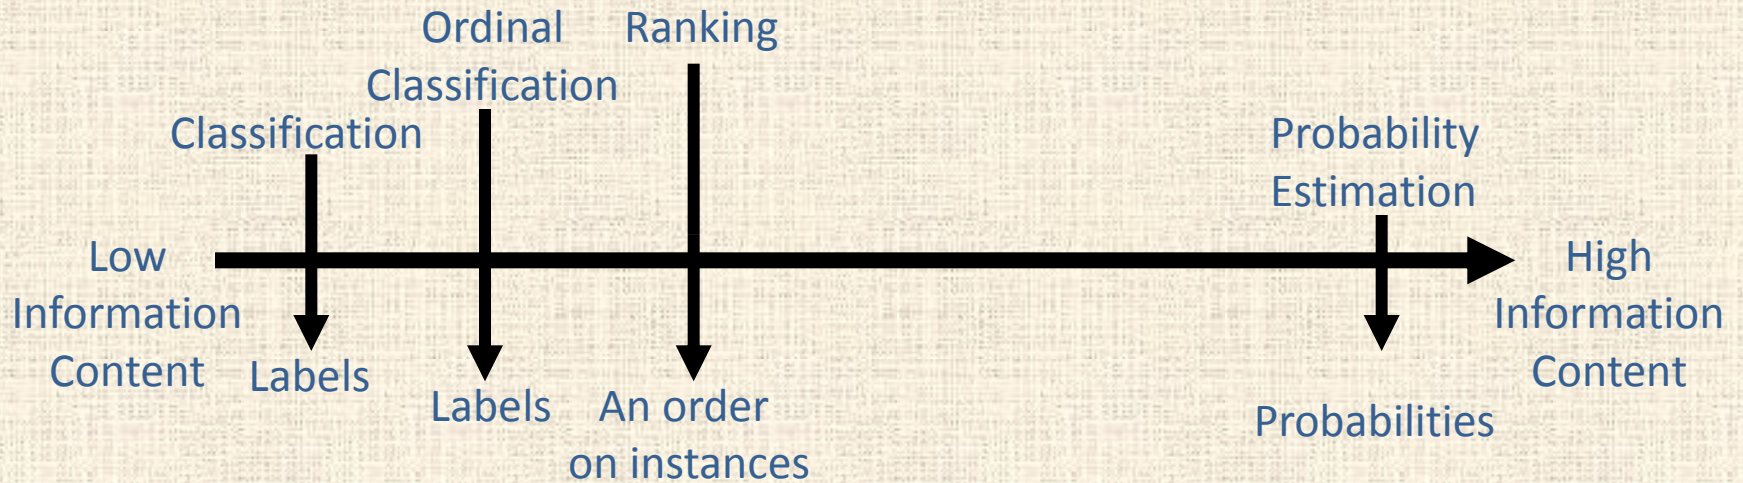 Ordinal
Classification
Ranking
Classification
Probability
Estimation
Low
Information
Content
High
Information
Content
Labels
Labels
An order
on instances
Probabilities